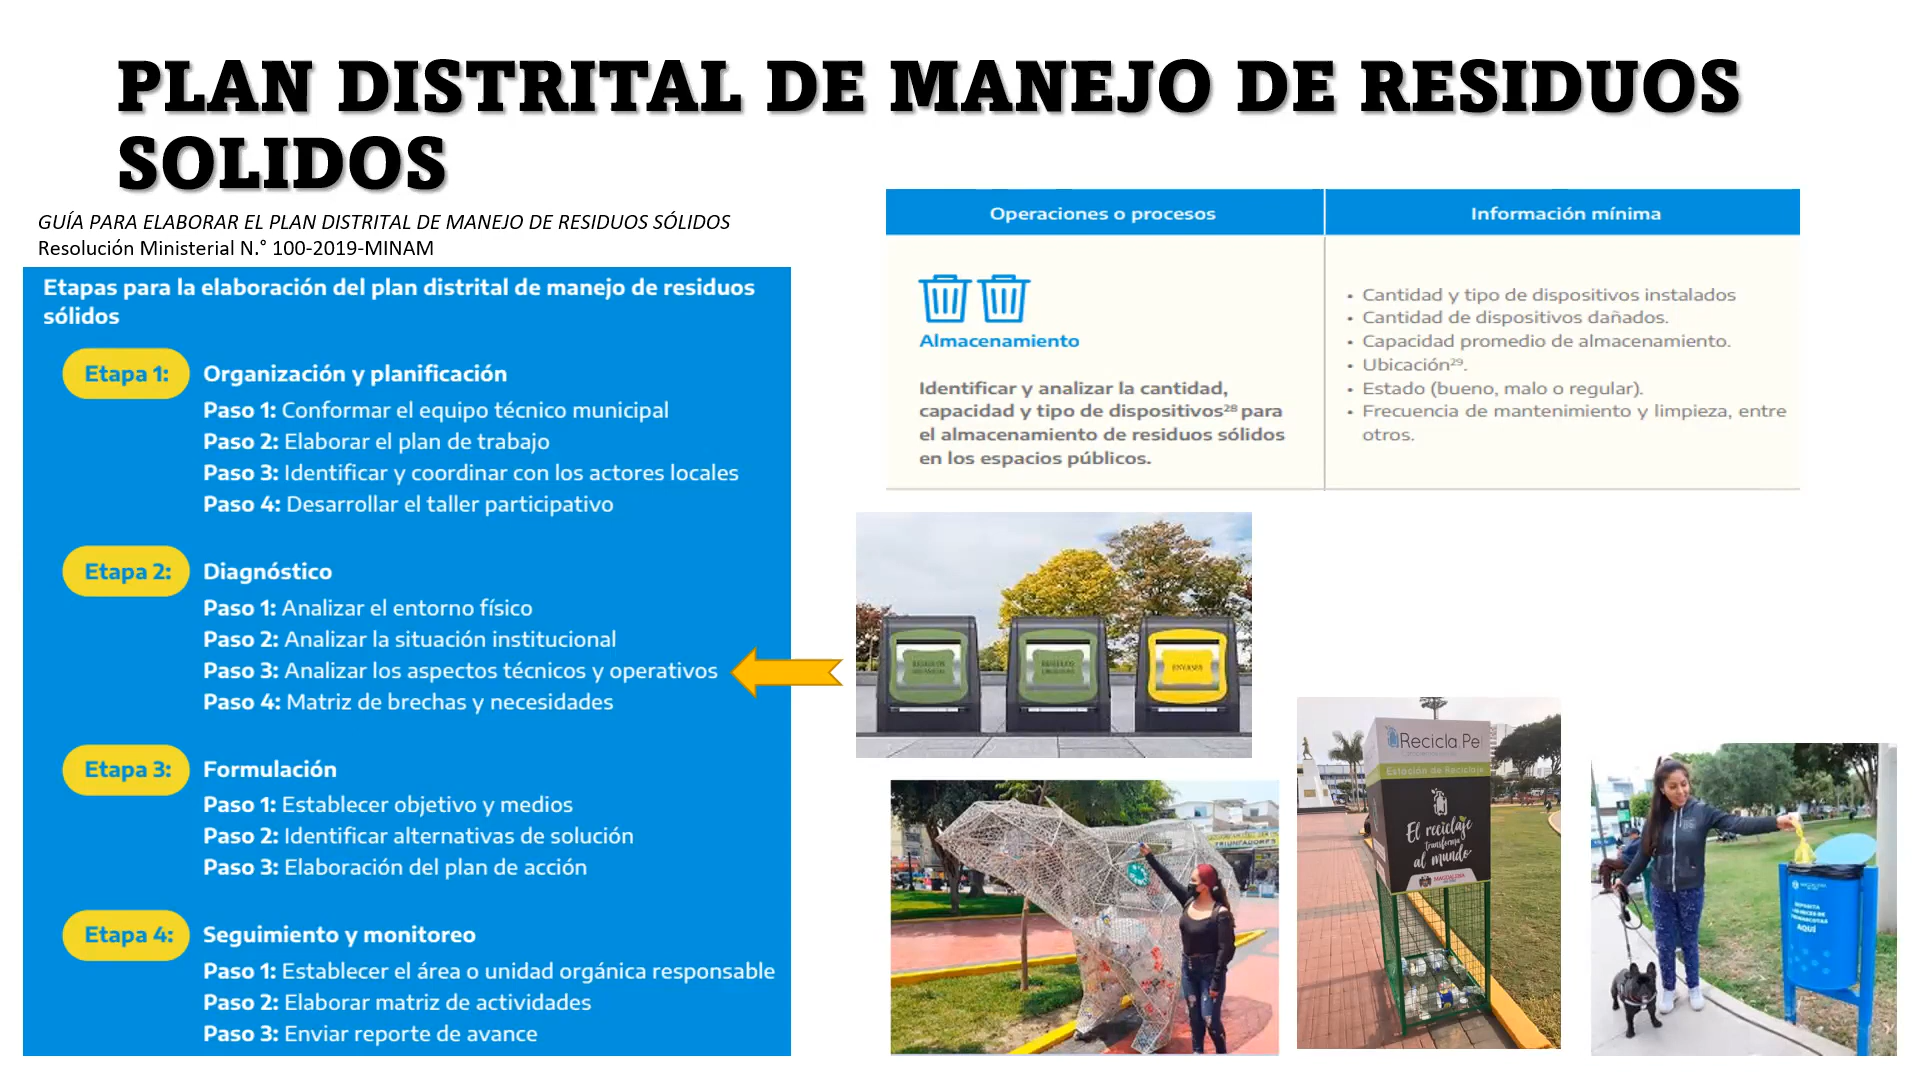 PLAN DISTRITAL DE MANEJO DE RESIDUOS
SOLIDOS
GUÍA PARA ELABORAR EL PLAN DISTRITAL DE MANEJO DE RESIDUOS SÓLIDOS
Resolución Ministerial N.° 100-2019-MINAM
Etapas para la elaboración del plan distrital de manejo de residuos
sólidos
Etapa 1: Organización y planificación
Paso 1: Conformar el equipo técnico municipal
Paso 2: Elaborar el plan de trabajo
Paso 3: Identificar y coordinar con los actores locales
Paso 4: Desarrollar el taller participativo
Etapa 2: Diagnóstico
Paso 1: Analizar el entorno físico
Paso 2: Analizar la situación institucional
Paso 3: Analizar los aspectos técnicos y operativos
Paso 4: Matriz de brechas y necesidades
Etapa 3: Formulación
Paso 1: Establecer objetivo y medios
Paso 2: Identificar alternativas de solución
Paso 3: Elaboración del plan de acción
Etapa 4: Seguimiento y monitoreo
Paso 1: Establecer el área o unidad orgánica responsable
Paso 2: Elaborar matriz de actividades
Paso 3: Enviar reporte de avance
Operaciones o procesos
Información mínima
Almacenamiento
Identificar y analizar la cantidad,
capacidad y tipo de dispositivos²⁸ para
el almacenamiento de residuos sólidos
en los espacios públicos.
• Cantidad y tipo de dispositivos instalados
• Cantidad de dispositivos dañados.
• Capacidad promedio de almacenamiento.
• Ubicación²⁹.
• Estado (bueno, malo o regular).
• Frecuencia de mantenimiento y limpieza, entre
otros.
ENVASES
Recicla.Pe
Estación de Reciclaje
El reciclaje
transforma
al mundo
MAGDALENA
AQUÍ